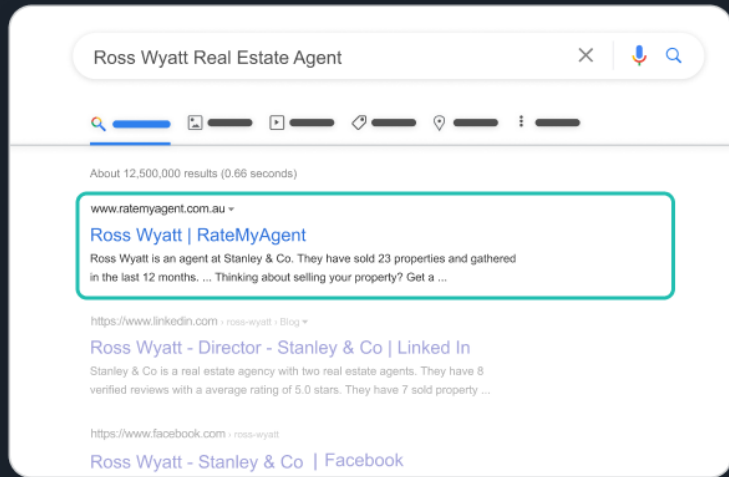 Ross Wyatt Real Estate Agent
About 12,500,000 results (0.66 seconds)
www.ratemyagent.com.au
Ross Wyatt | RateMyAgent
Ross Wyatt is an agent at Stanley & Co. They have sold 23 properties and gathered
in the last 12 months. ... Thinking about selling your property? Get a ...
https://www.linkedin.com › ross-wyatt › Blog
Ross Wyatt - Director - Stanley & Co | Linked In
Stanley & Co is a real estate agency with two real estate agents. They have 8
verified reviews with a average rating of 5.0 stars. They have 7 sold property ...
https://www.facebook.com › ross-wyatt
Ross Wyatt - Stanley & Co | Facebook